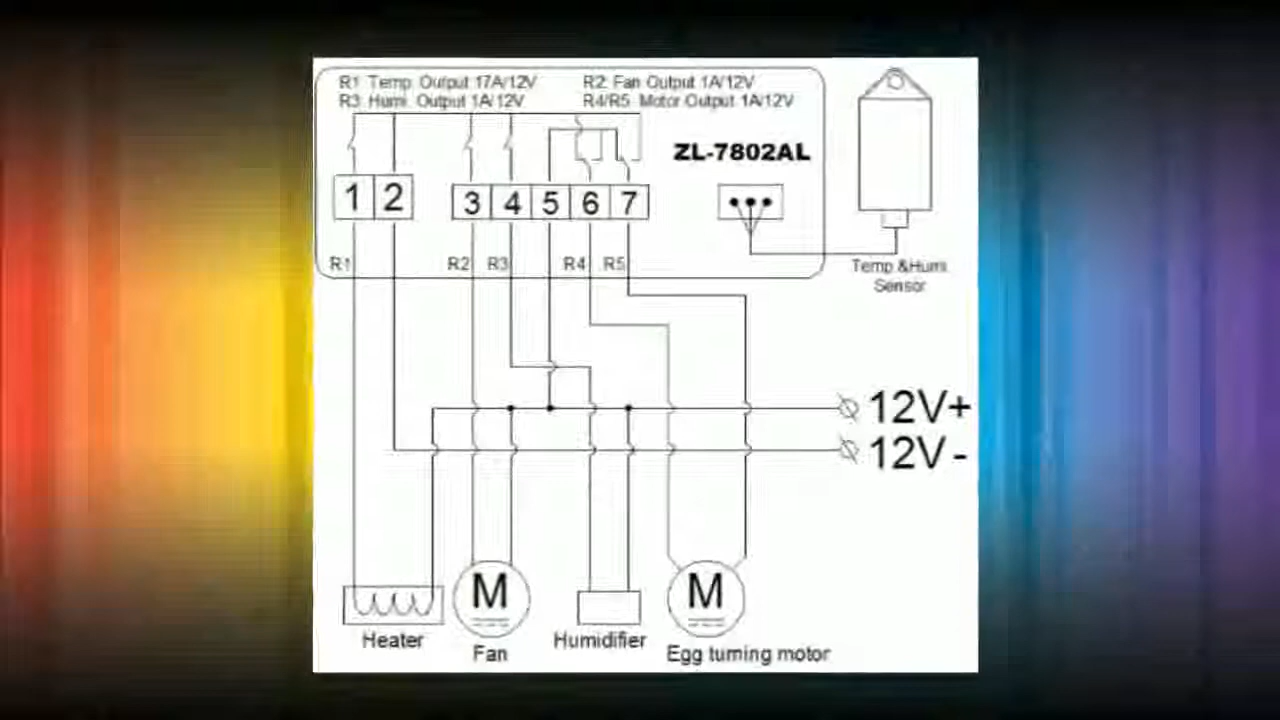 R1 Temp. Output 17A/12V R2 Fan Output 1A/12V
R3 Humi. Output 1A/12V R4/R5 Motor Output 1A/12V
ZL-7802AL
1 2 3 4 5 6 7
R1 R2 R3 R4 R5
Temp &Humi.
Sensor
12V+
12V-
M M
Heater Humidifier
Fan Egg turning motor